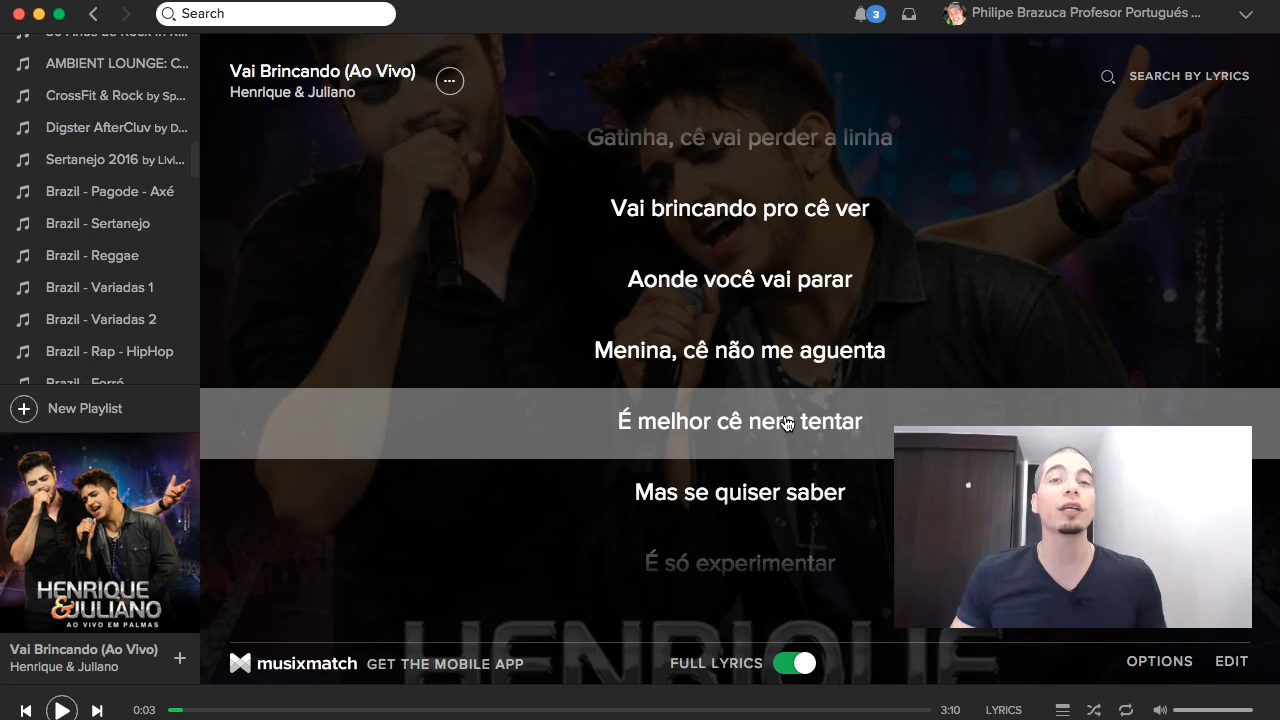 Search
3
Philipe Brazuca Profesor Portugués ...
AMBIENT LOUNGE: C...
CrossFit & Rock by Sp...
Digster AfterCluv by D...
Sertanejo 2016 by Livi...
Brazil - Pagode - Axé
Brazil - Sertanejo
Brazil - Reggae
Brazil - Variadas 1
Brazil - Variadas 2
Brazil - Rap - HipHop
Brazil - Forró
New Playlist
HENRIQUE
& JULIANO
AO VIVO EM PALMAS
Vai Brincando (Ao Vivo)
Henrique & Juliano
Vai Brincando (Ao Vivo)
Henrique & Juliano
...
SEARCH BY LYRICS
Gatinha, cê vai perder a linha
Vai brincando pro cê ver
Aonde você vai parar
Menina, cê não me aguenta
É melhor cê nem tentar
Mas se quiser saber
É só experimentar
HENRIQUE
musixmatch GET THE MOBILE APP
FULL LYRICS
OPTIONS
EDIT
0:03
3:10
LYRICS